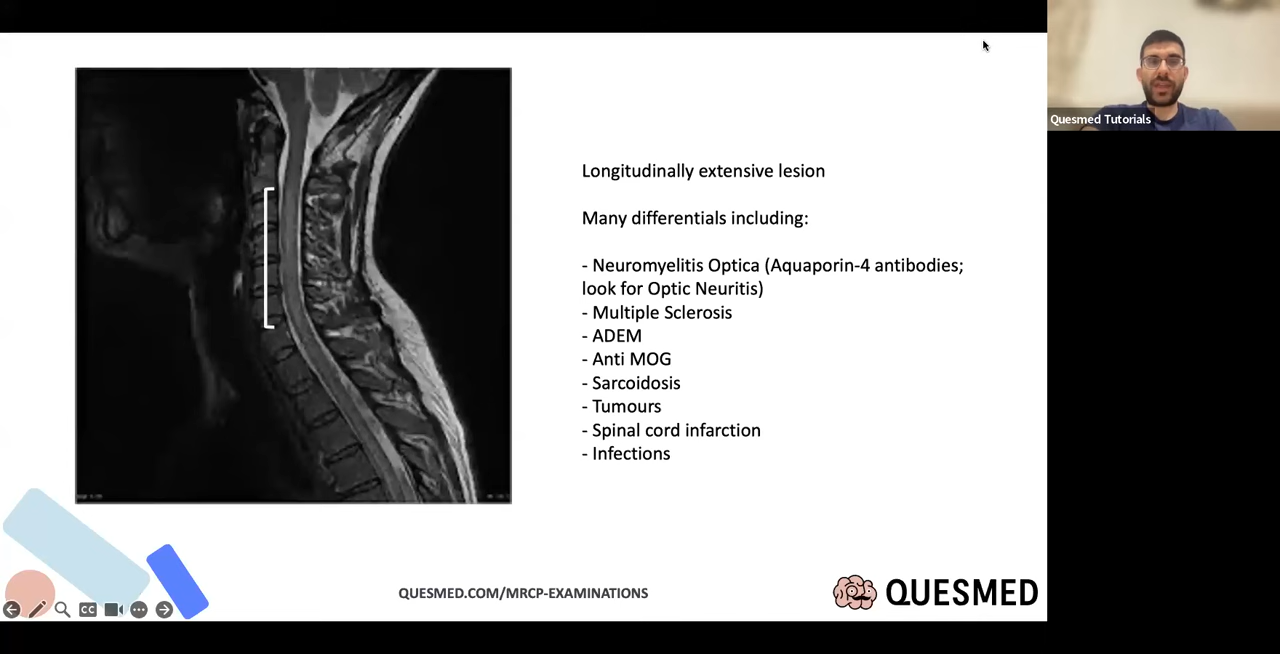 Quesmed Tutorials
Longitudinally extensive lesion
Many differentials including:
- Neuromyelitis Optica (Aquaporin-4 antibodies;
look for Optic Neuritis)
- Multiple Sclerosis
- ADEM
- Anti MOG
- Sarcoidosis
- Tumours
- Spinal cord infarction
- Infections
QUESMED.COM/MRCP-EXAMINATIONS
QUESMED
CC